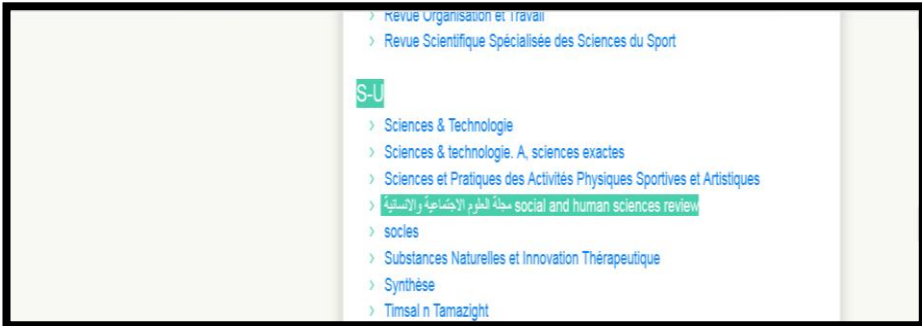 Revue Organisation et Travail
Revue Scientifique Spécialisée des Sciences du Sport
S-U
Sciences & Technologie
Sciences & technologie. A, sciences exactes
Sciences et Pratiques des Activités Physiques Sportives et Artistiques
social and human sciences review مجلة العلوم الاجتماعية والانسانية
socles
Substances Naturelles et Innovation Thérapeutique
Synthèse
Timsal n Tamazight